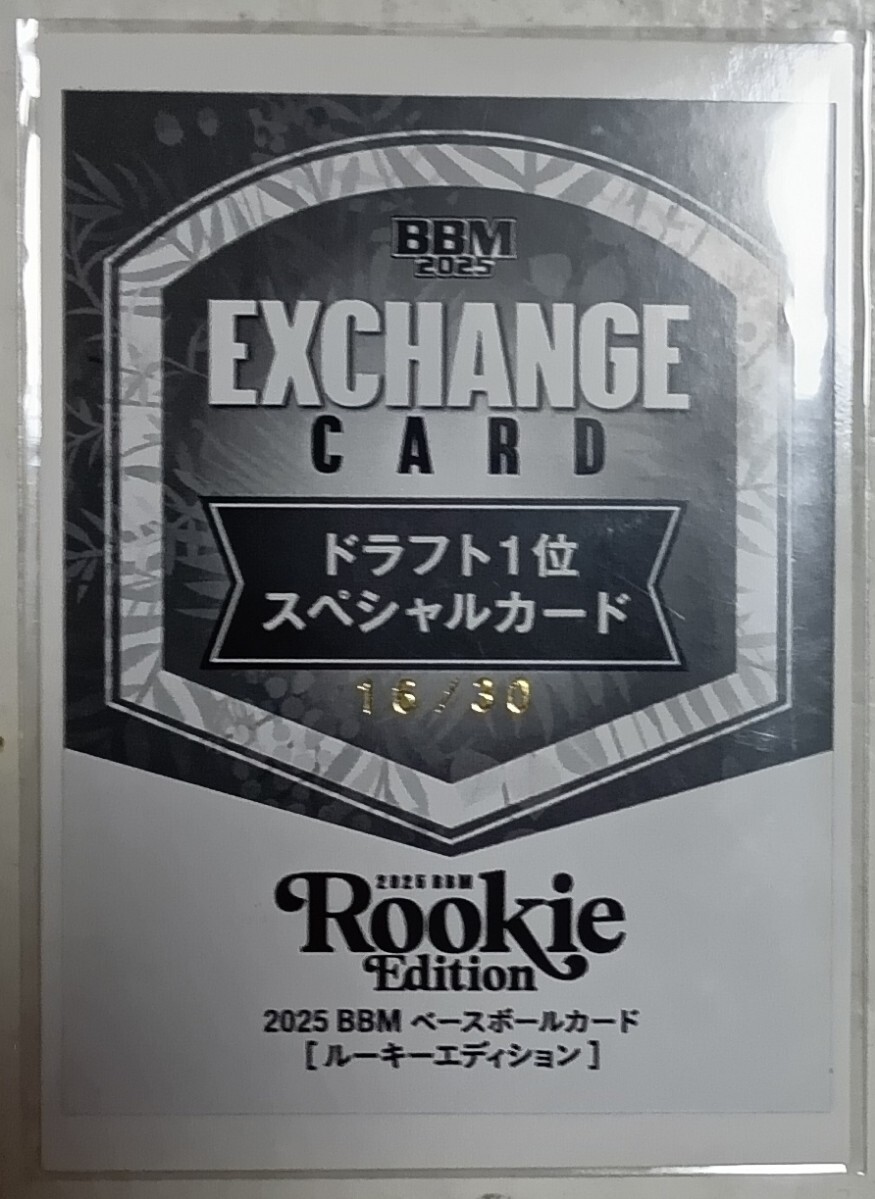 BBM
2025
EXCHANGE
CARD
ドラフト1位
スペシャルカード
16/30
2025 BBM
Rookie
Edition
2025 BBM ベースボールカード
[ルーキーエディション]